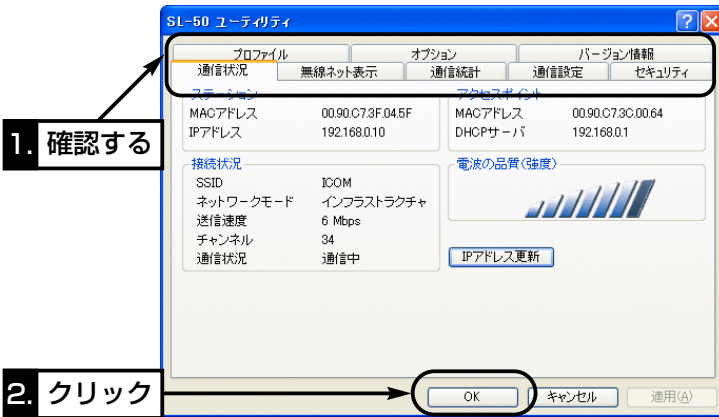 SL-50 ユーティリティ
プロファイル オプション バージョン情報
通信状況 無線ネット表示 通信統計 通信設定 セキュリティ
ステーション アクセスポイント
MACアドレス 00.90.C7.3F.04.5F MACアドレス 00.90.C7.3C.00.64
IPアドレス 192.168.0.10 DHCPサーバ 192.168.0.1
1. 確認する
接続状況 電波の品質(強度)
SSID ICOM
ネットワークモード インフラストラクチャ
送信速度 6 Mbps
チャンネル 34
通信状況 通信中 IPアドレス更新
2. クリック
OK キャンセル 適用(A)